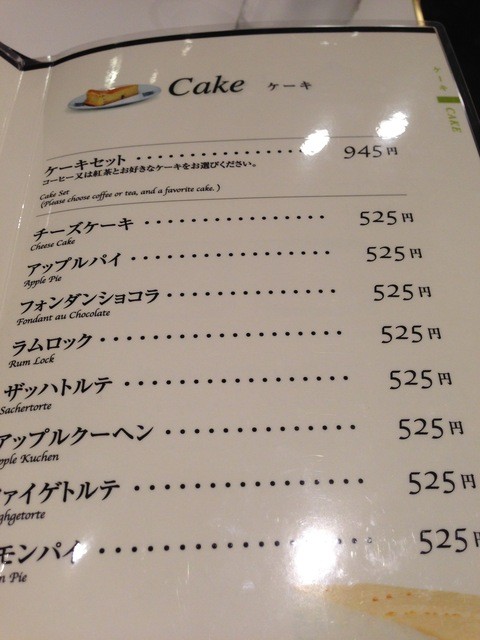 Cake ケーキ
ケーキ CAKE
ケーキセット ・・・・・・・・・・・・・ 945円
コーヒー又は紅茶とお好きなケーキをお選びください。
Cake Set
(Please choose coffee or tea, and a favorite cake.)
チーズケーキ ・・・・・・・・・・・・・ 525円
Cheese Cake
アップルパイ ・・・・・・・・・・・・・・ 525円
Apple Pie
フォンダンショコラ ・・・・・・・・・・・ 525円
Fondant au Chocolate
ラムロック ・・・・・・・・・・・・・・・ 525円
Rum Lock
ザッハトルテ ・・・・・・・・・・・・・・ 525円
Sachertorte
アップルクーヘン ・・・・・・・・・・・ 525円
pple Kuchen
ァイゲトルテ ・・・・・・・・・・・・・ 525円
ghgetorte
モンパイ ・・・・・・・・・・・・・・・ 525円
n Pie